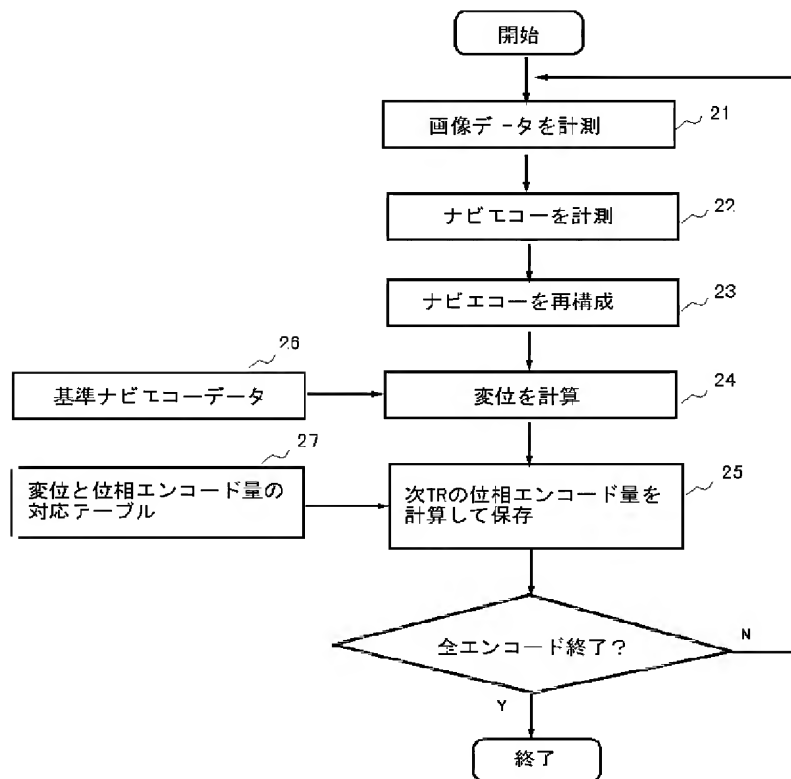 開始
画像データを計測
21
ナビエコーを計測
22
ナビエコーを再構成
23
26
基準ナビエコーデータ
変位を計算
24
27
変位と位相エンコード量の
対応テーブル
次TRの位相エンコード量を
計算して保存
25
全エンコード終了?
N
Y
終了